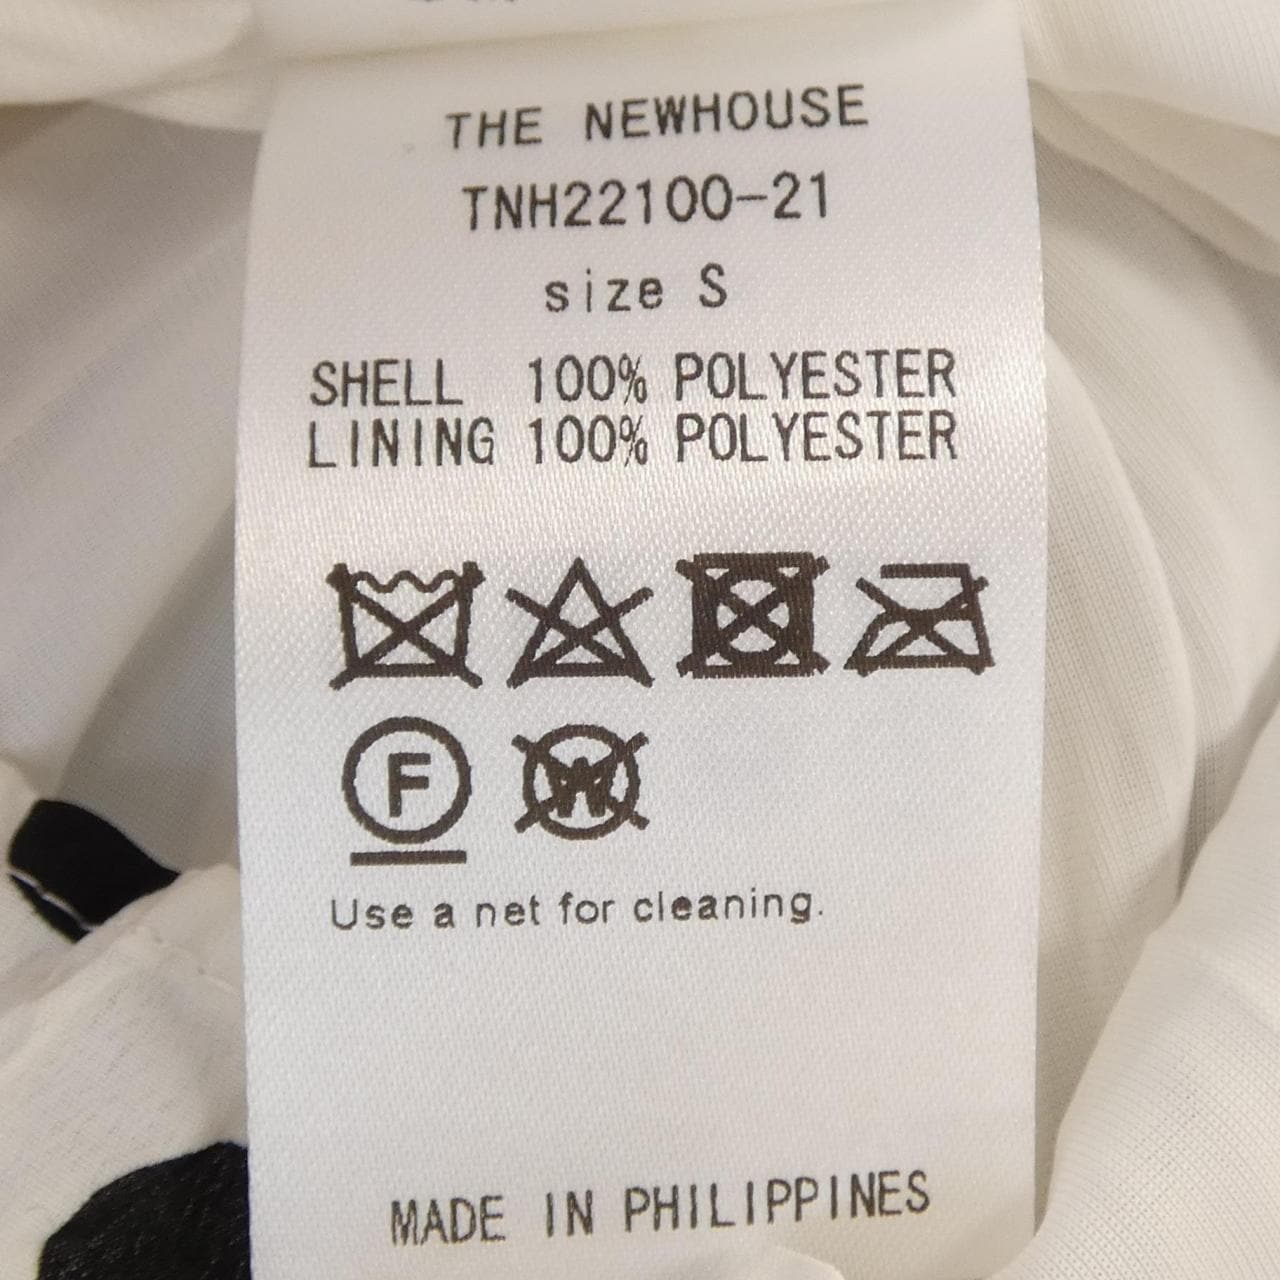 THE NEWHOUSE
TNH22100-21
size S
SHELL 100% POLYESTER
LINING 100% POLYESTER
F
W
Use a net for cleaning.
MADE IN PHILIPPINES